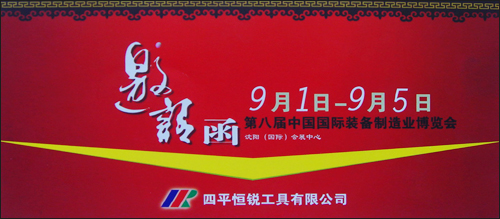 邀請函
9月1日-9月5日
第八届中国国际装备制造业博览会
沈阳(国际)会展中心
四平恒锐工具有限公司